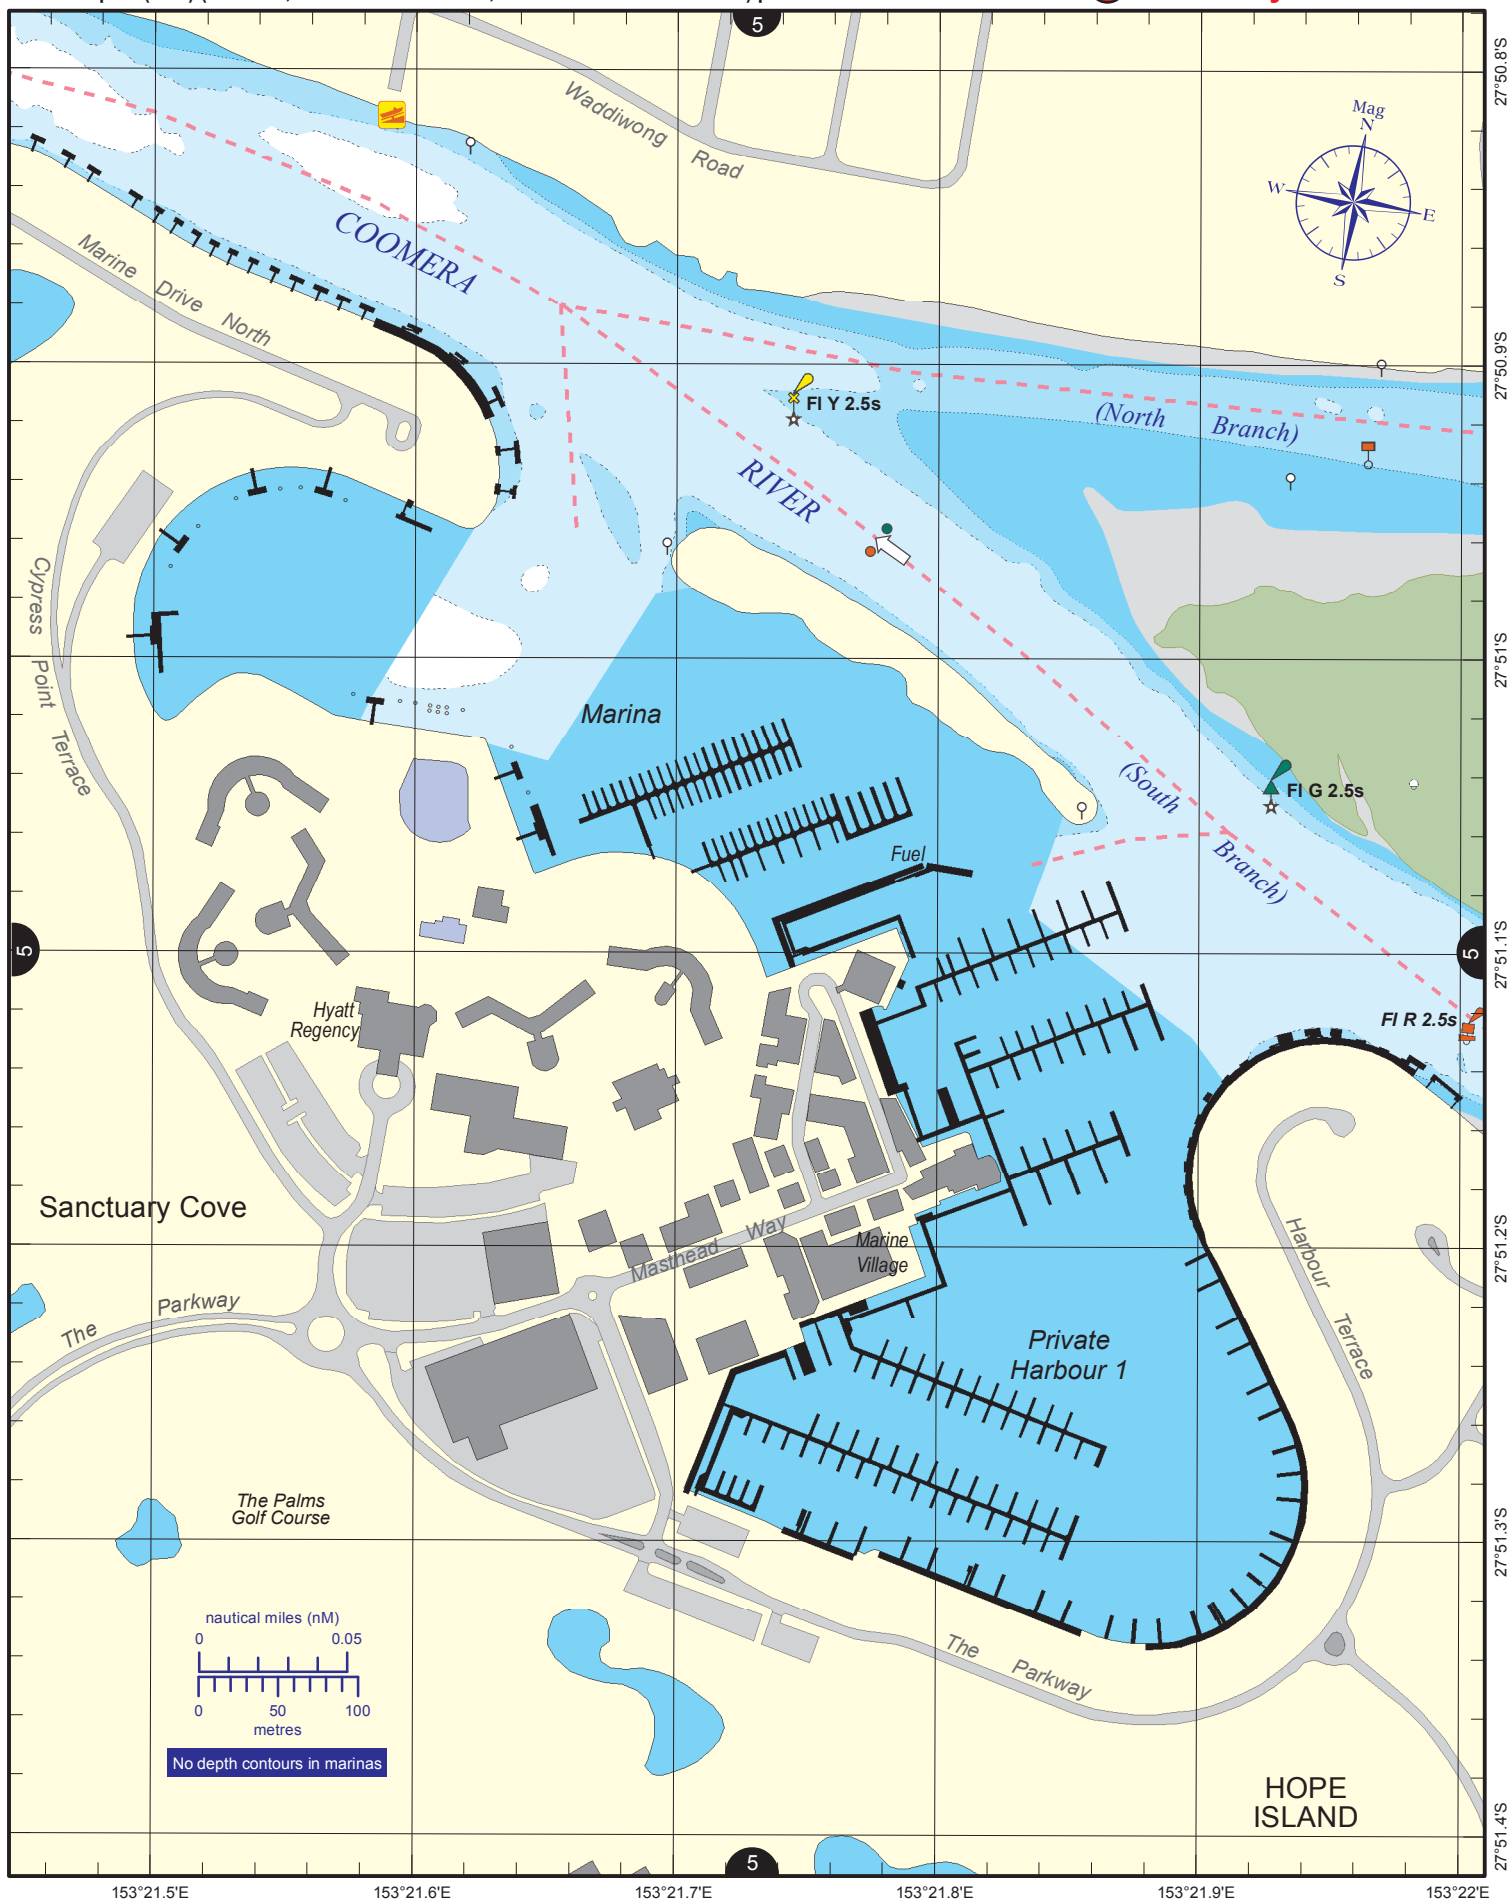 5
27°50.8'S
Waddiwong Road
Mag
N
W
E
S
COOMERA
Marine Drive North
27°50.9'S
Fl Y 2.5s
(North Branch)
RIVER
Cypress Point Terrace
27°51'S
Marina
(South Branch)
Fl G 2.5s
Fuel
5
5
27°51.1'S
Hyatt
Regency
Fl R 2.5s
Sanctuary Cove
Masthead Way
Marine
Village
Harbour Terrace
27°51.2'S
The Parkway
Private
Harbour 1
The Palms
Golf Course
27°51.3'S
nautical miles (nM)
0 0.05
0 50 100
metres
No depth contours in marinas
The Parkway
HOPE
ISLAND
27°51.4'S
5
153°21.5'E 153°21.6'E 153°21.7'E 153°21.8'E 153°21.9'E 153°22'E